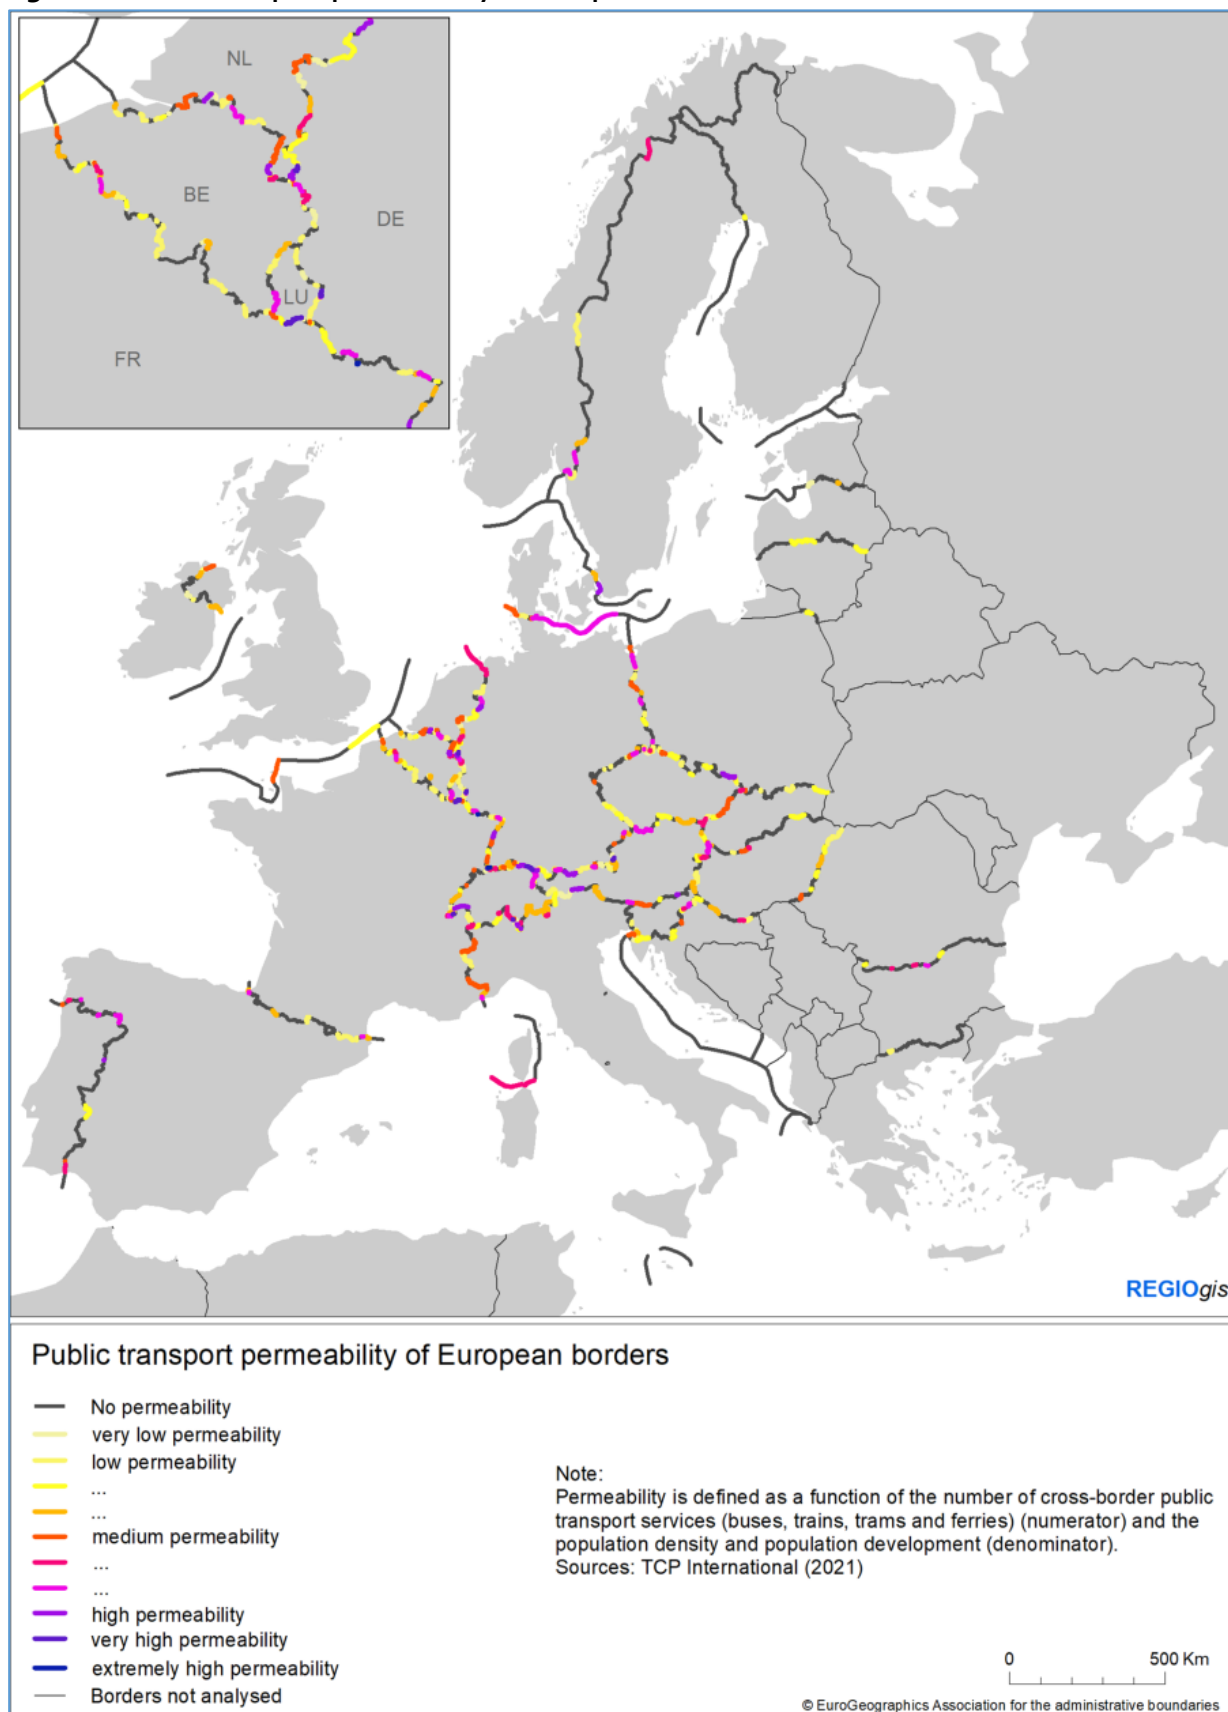 NL
BE
DE
LU
FR
REGIOgis
Public transport permeability of European borders
No permeability
very low permeability
low permeability
...
...
medium permeability
...
...
high permeability
very high permeability
extremely high permeability
Borders not analysed
Note:
Permeability is defined as a function of the number of cross-border public
transport services (buses, trains, trams and ferries) (numerator) and the
population density and population development (denominator).
Sources: TCP International (2021)
0 500 Km
© EuroGeographics Association for the administrative boundaries